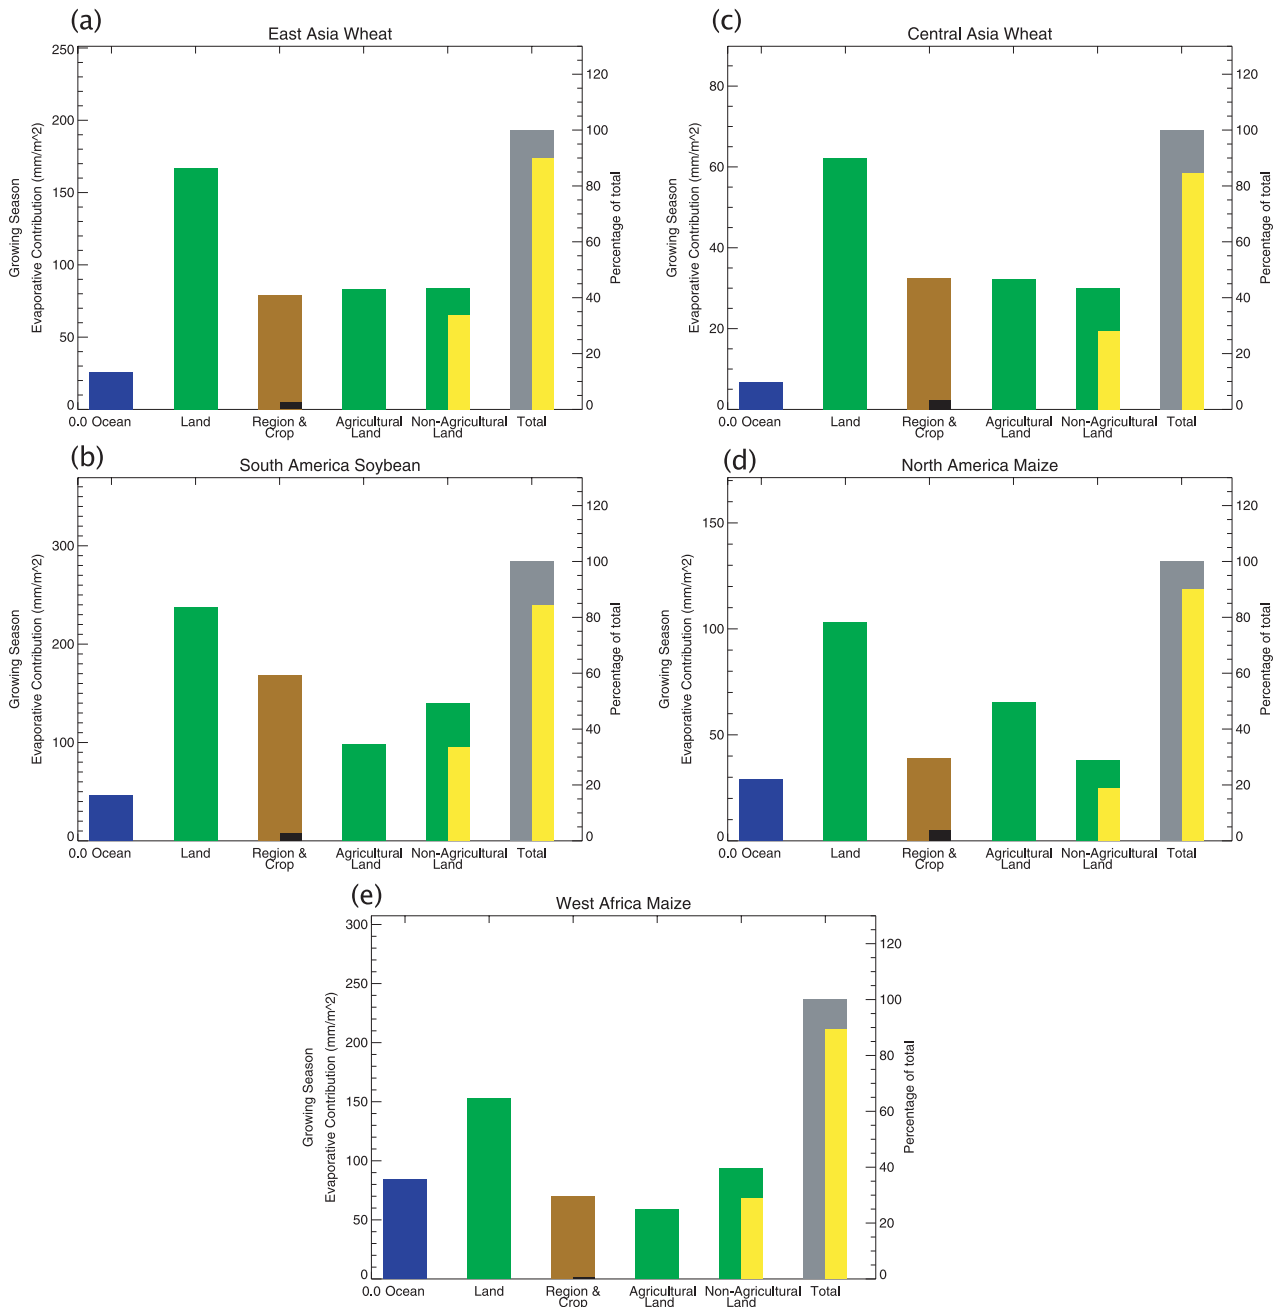 (a)
East Asia Wheat
250
200
150
100
50
0
Growing Season
Evaporative Contribution (mm/m^2)
120
100
80
60
40
20
0
Percentage of total
0.0 Ocean
Land
Region &
Crop
Agricultural
Land
Non-Agricultural
Land
Total
(c)
Central Asia Wheat
80
60
40
20
0
Growing Season
Evaporative Contribution (mm/m^2)
120
100
80
60
40
20
0
Percentage of total
0.0 Ocean
Land
Region &
Crop
Agricultural
Land
Non-Agricultural
Land
Total
(b)
South America Soybean
300
200
100
0
Growing Season
Evaporative Contribution (mm/m^2)
120
100
80
60
40
20
0
Percentage of total
0.0 Ocean
Land
Region &
Crop
Agricultural
Land
Non-Agricultural
Land
Total
(d)
North America Maize
150
100
50
0
Growing Season
Evaporative Contribution (mm/m^2)
120
100
80
60
40
20
0
Percentage of total
0.0 Ocean
Land
Region &
Crop
Agricultural
Land
Non-Agricultural
Land
Total
(e)
West Africa Maize
300
250
200
150
100
50
0
Growing Season
Evaporative Contribution (mm/m^2)
120
100
80
60
40
20
0
Percentage of total
0.0 Ocean
Land
Region &
Crop
Agricultural
Land
Non-Agricultural
Land
Total